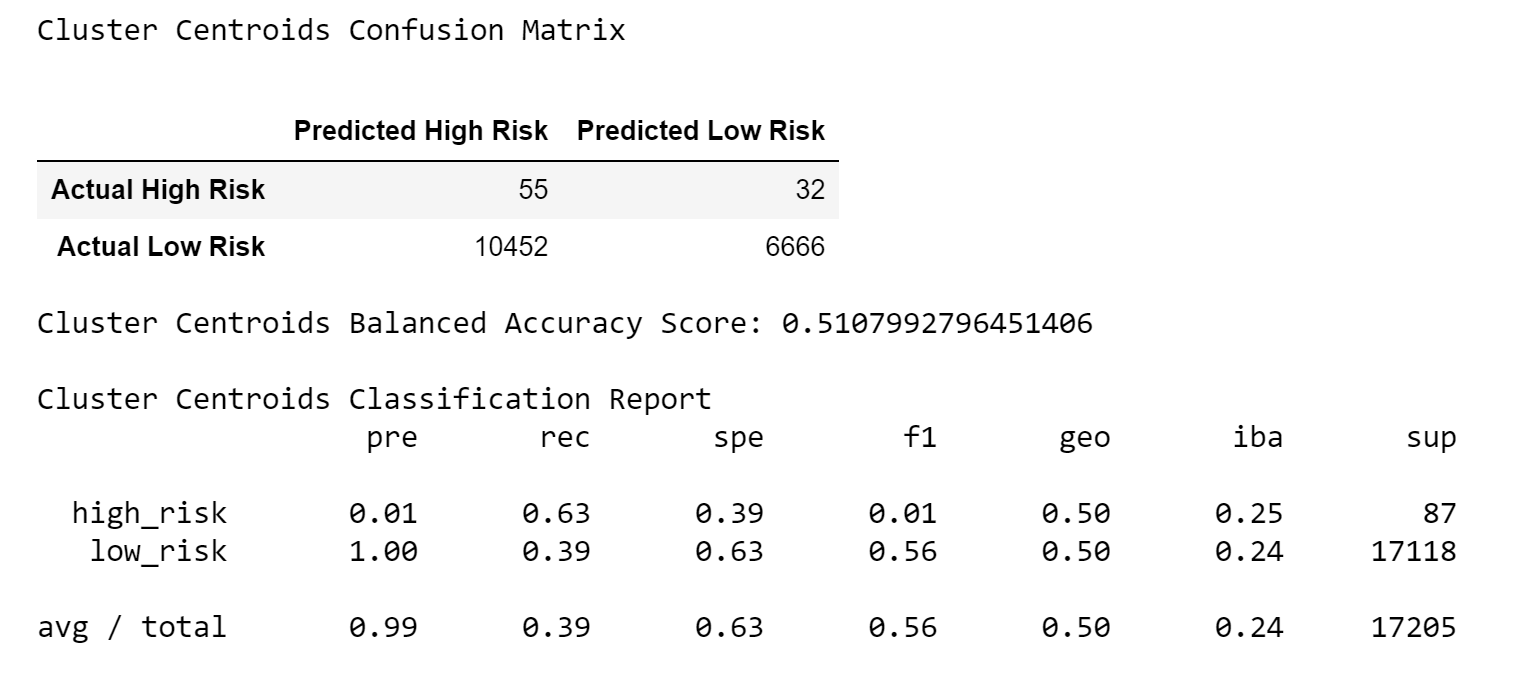 Cluster Centroids Confusion Matrix
Predicted High Risk Predicted Low Risk
Actual High Risk 55 32
Actual Low Risk 10452 6666
Cluster Centroids Balanced Accuracy Score: 0.5107992796451406
Cluster Centroids Classification Report
pre rec spe f1 geo iba sup
high_risk 0.01 0.63 0.39 0.01 0.50 0.25 87
low_risk 1.00 0.39 0.63 0.56 0.50 0.24 17118
avg / total 0.99 0.39 0.63 0.56 0.50 0.24 17205